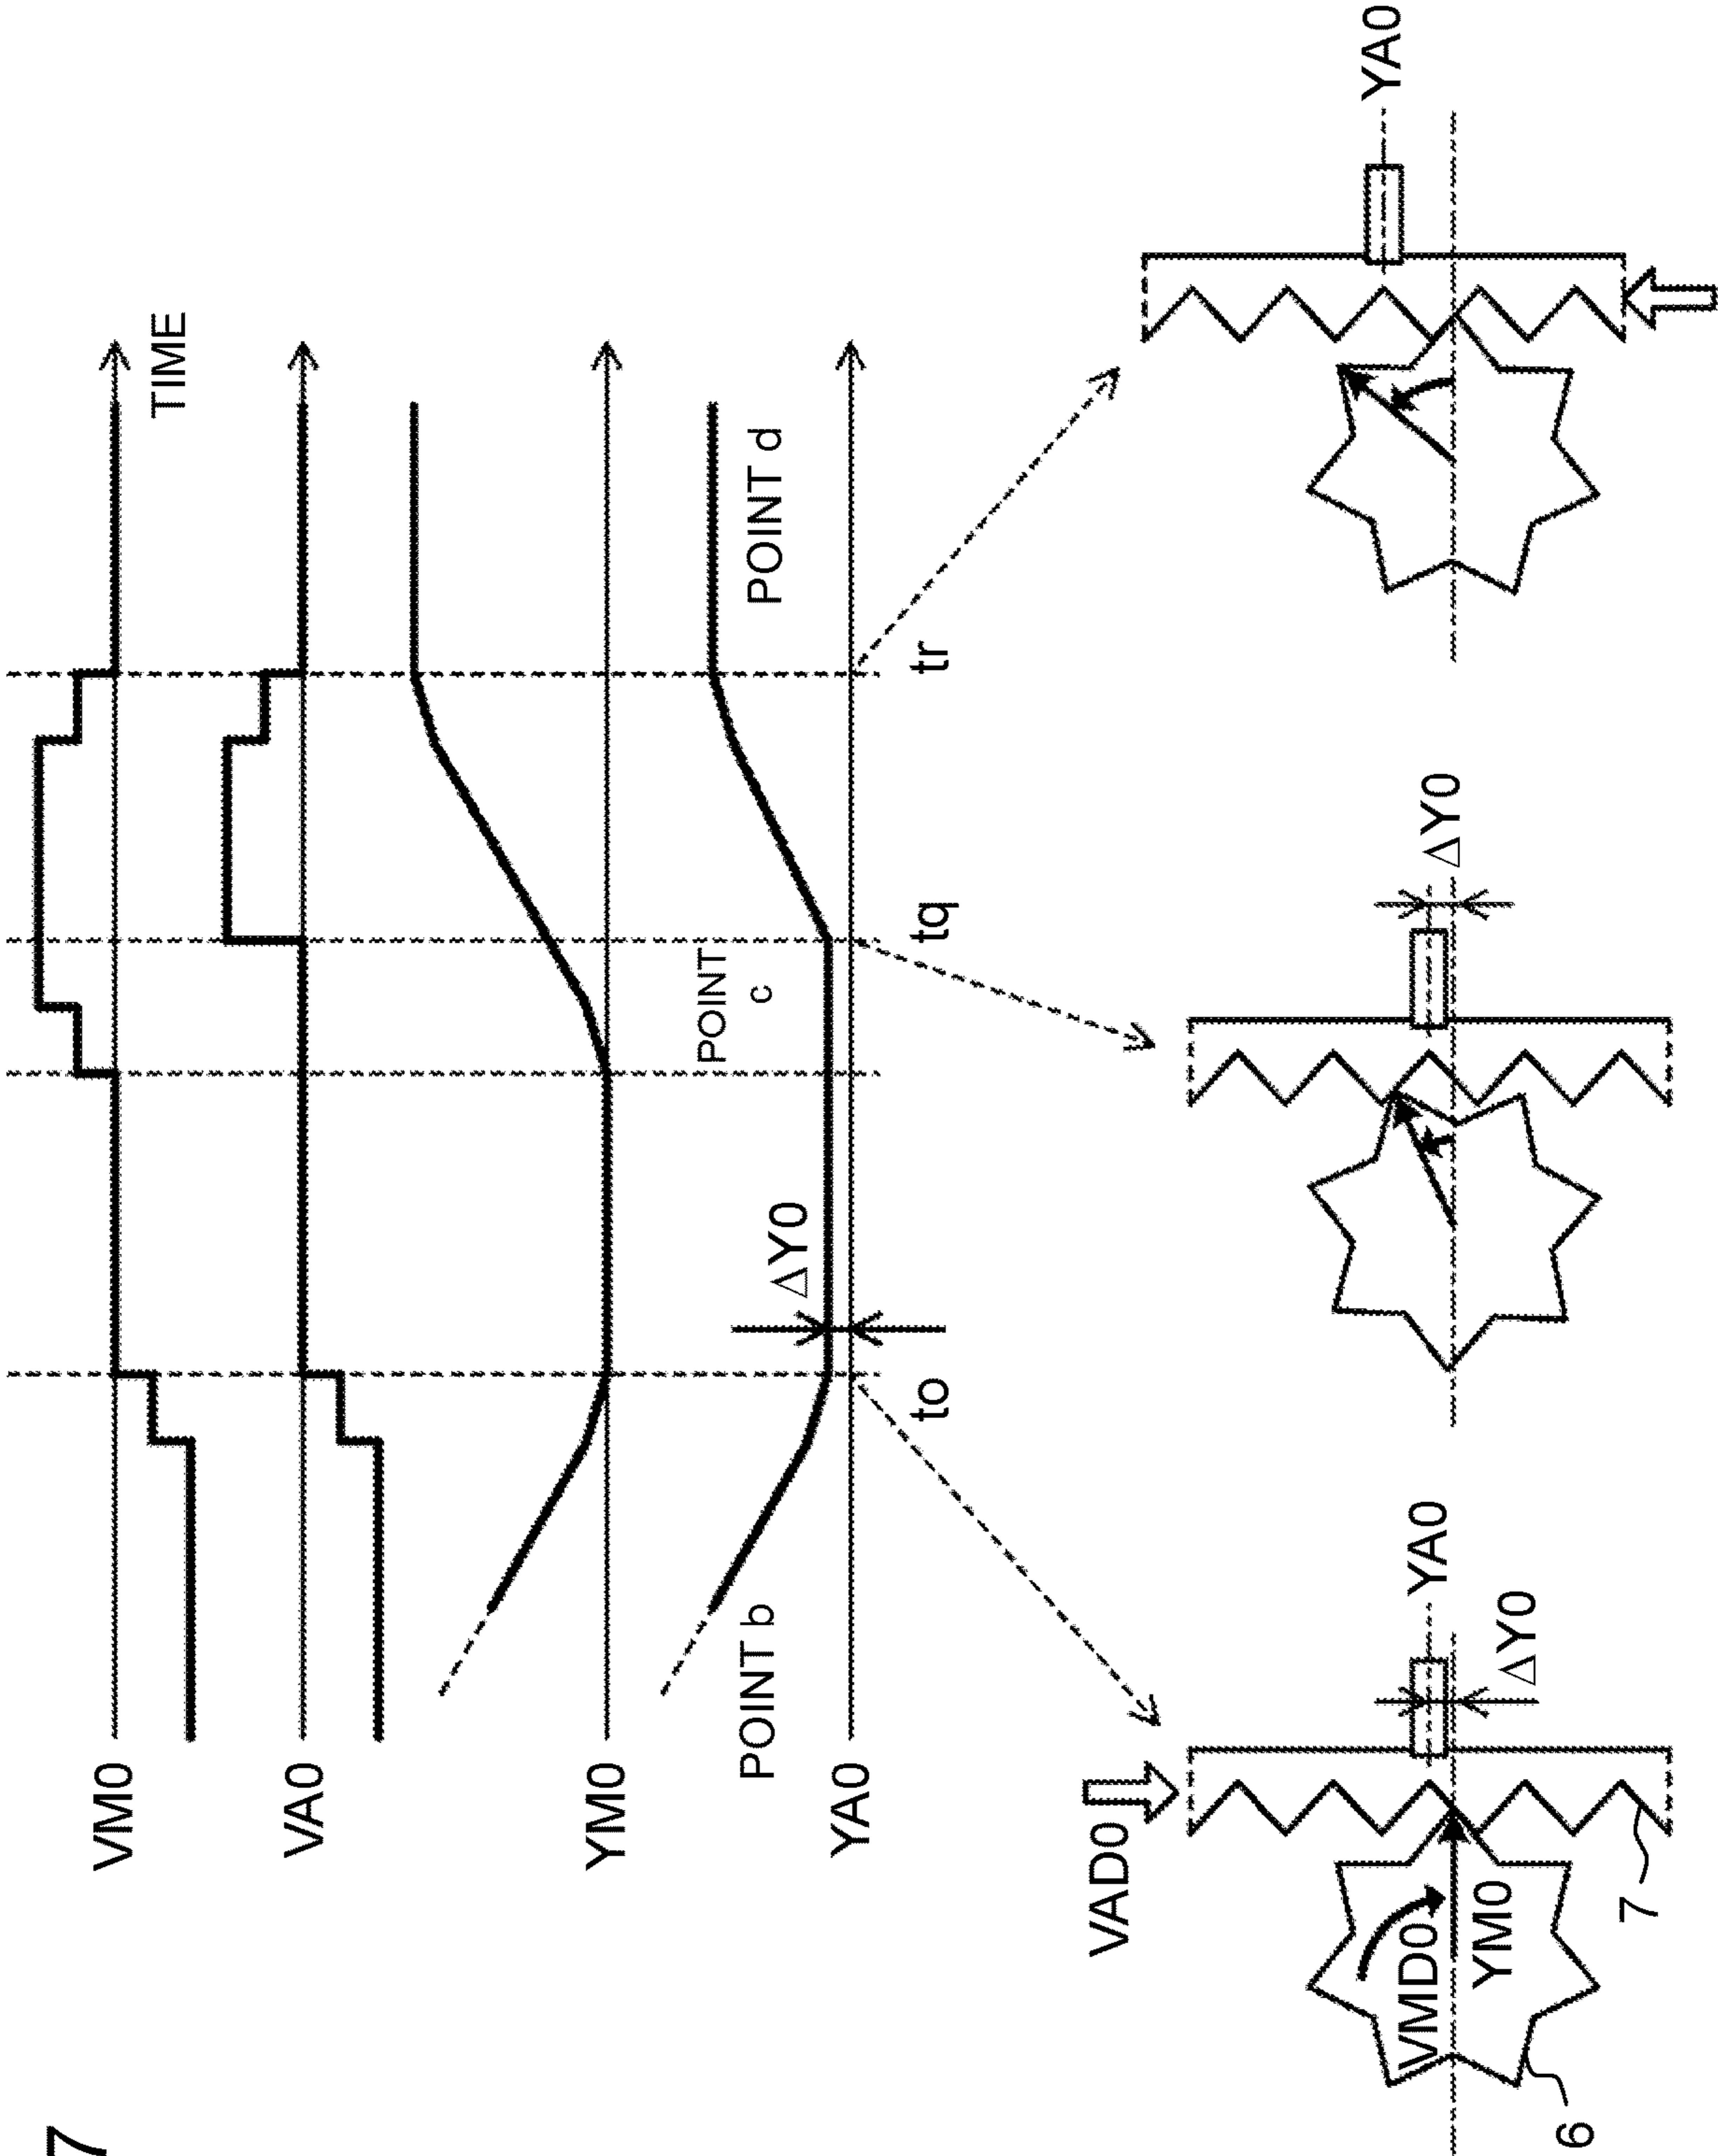 7
VM0
TIME
VA0
YM0
YA0
POINT b
ΔY0
POINT
c
POINT d
to
tq
tr
VAD0
VMD0
YM0
YA0
ΔY0
6
7
ΔY0
YA0